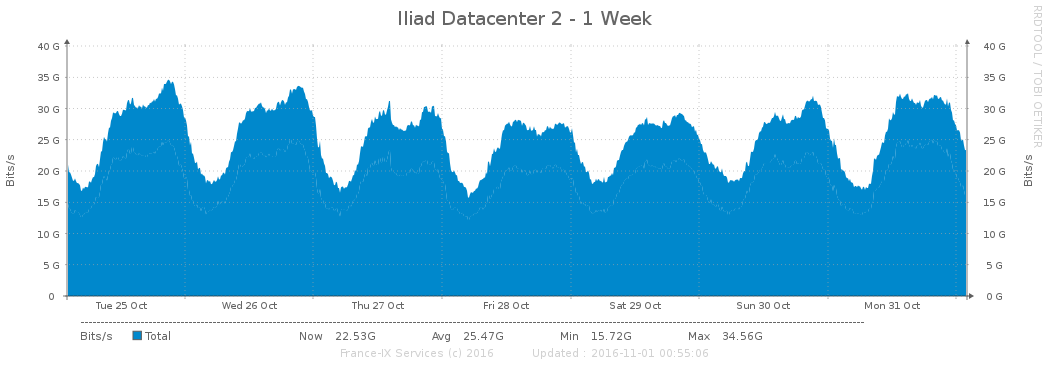 Iliad Datacenter 2 - 1 Week
RRDTOOL / TOBI OETIKER
Bits/s
40 G 40 G
35 G 35 G
30 G 30 G
25 G 25 G
20 G 20 G
15 G 15 G
10 G 10 G
5 G 5 G
0 0 G
Bits/s
Tue 25 Oct Wed 26 Oct Thu 27 Oct Fri 28 Oct Sat 29 Oct Sun 30 Oct Mon 31 Oct
Bits/s Total Now 22.53G Avg 25.47G Min 15.72G Max 34.56G
France-IX Services (c) 2016 Updated : 2016-11-01 00:55:06